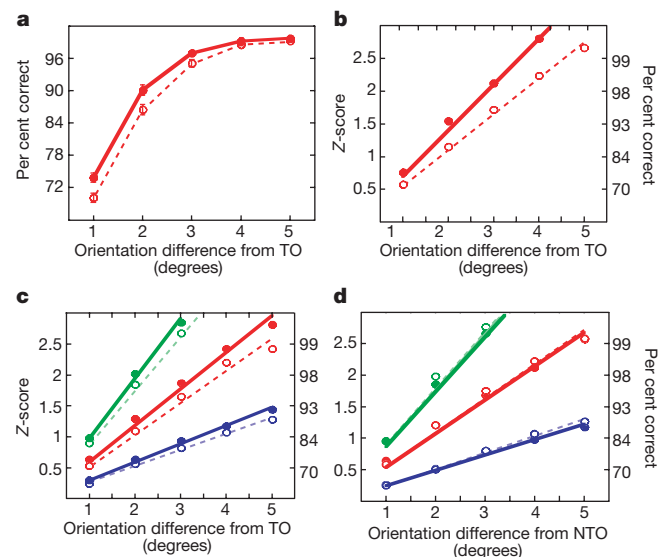 a
Per cent correct
96
90
84
78
72
1 2 3 4 5
Orientation difference from TO
(degrees)
b
Z-score
2.5
2
1.5
1
0.5
99
98
93
84
70
Per cent correct
1 2 3 4 5
Orientation difference from TO
(degrees)
c
Z-score
2.5
2
1.5
1
0.5
99
98
93
84
70
1 2 3 4 5
Orientation difference from TO
(degrees)
d
2.5
2
1.5
1
0.5
99
98
93
84
70
Per cent correct
1 2 3 4 5
Orientation difference from NTO
(degrees)